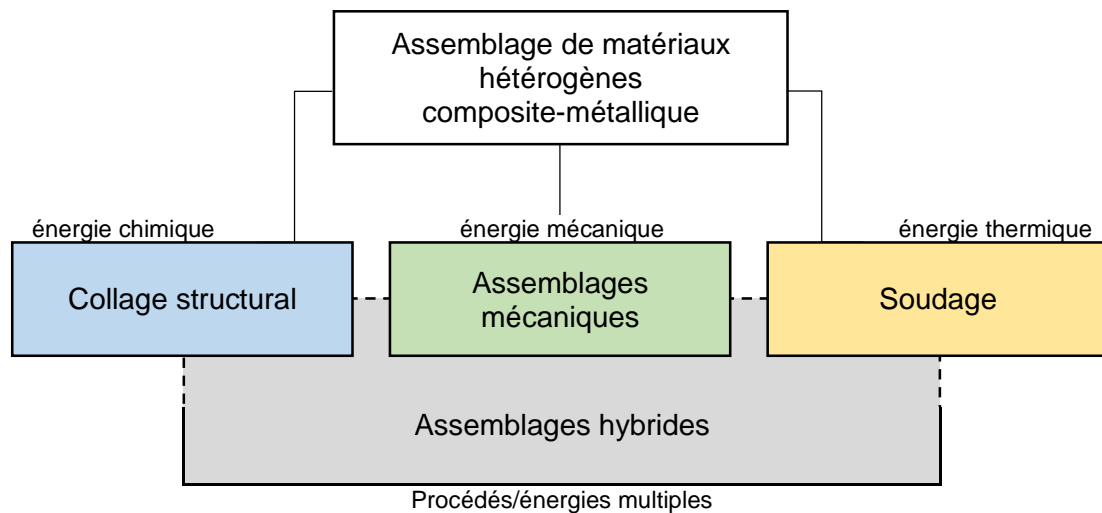 Assemblage de matériaux
hétérogènes
composite-métallique
énergie chimique
énergie mécanique
énergie thermique
Collage structural
Assemblages
mécaniques
Soudage
Assemblages hybrides
Procédés/énergies multiples